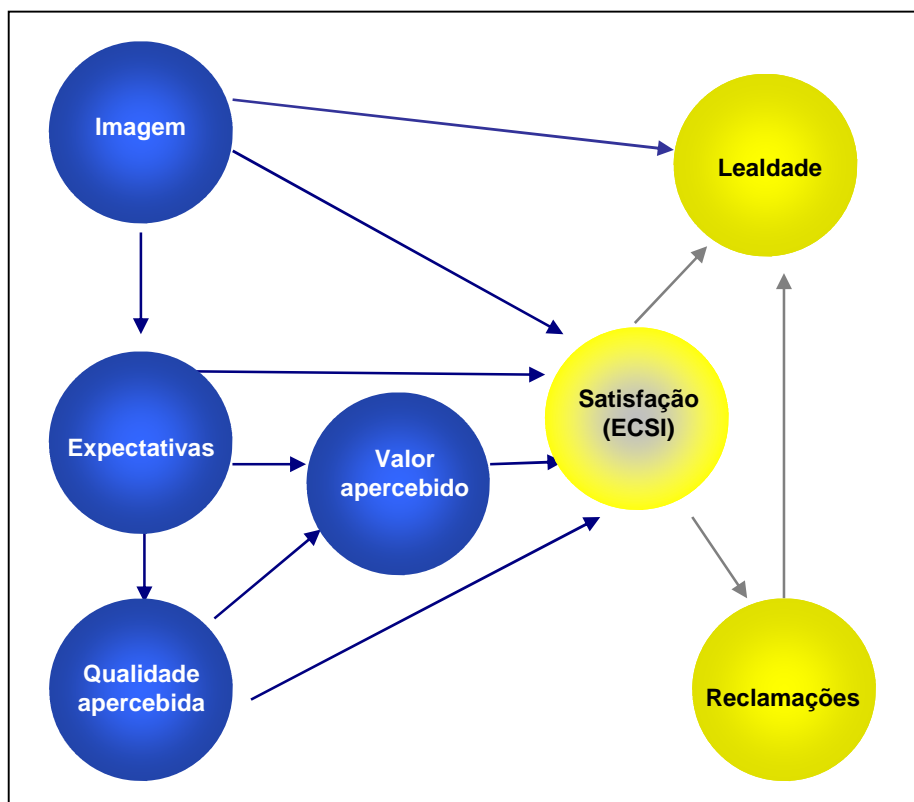 Imagem
Lealdade
Satisfação
(ECSI)
Expectativas
Valor
apercebido
Qualidade
apercebida
Reclamações